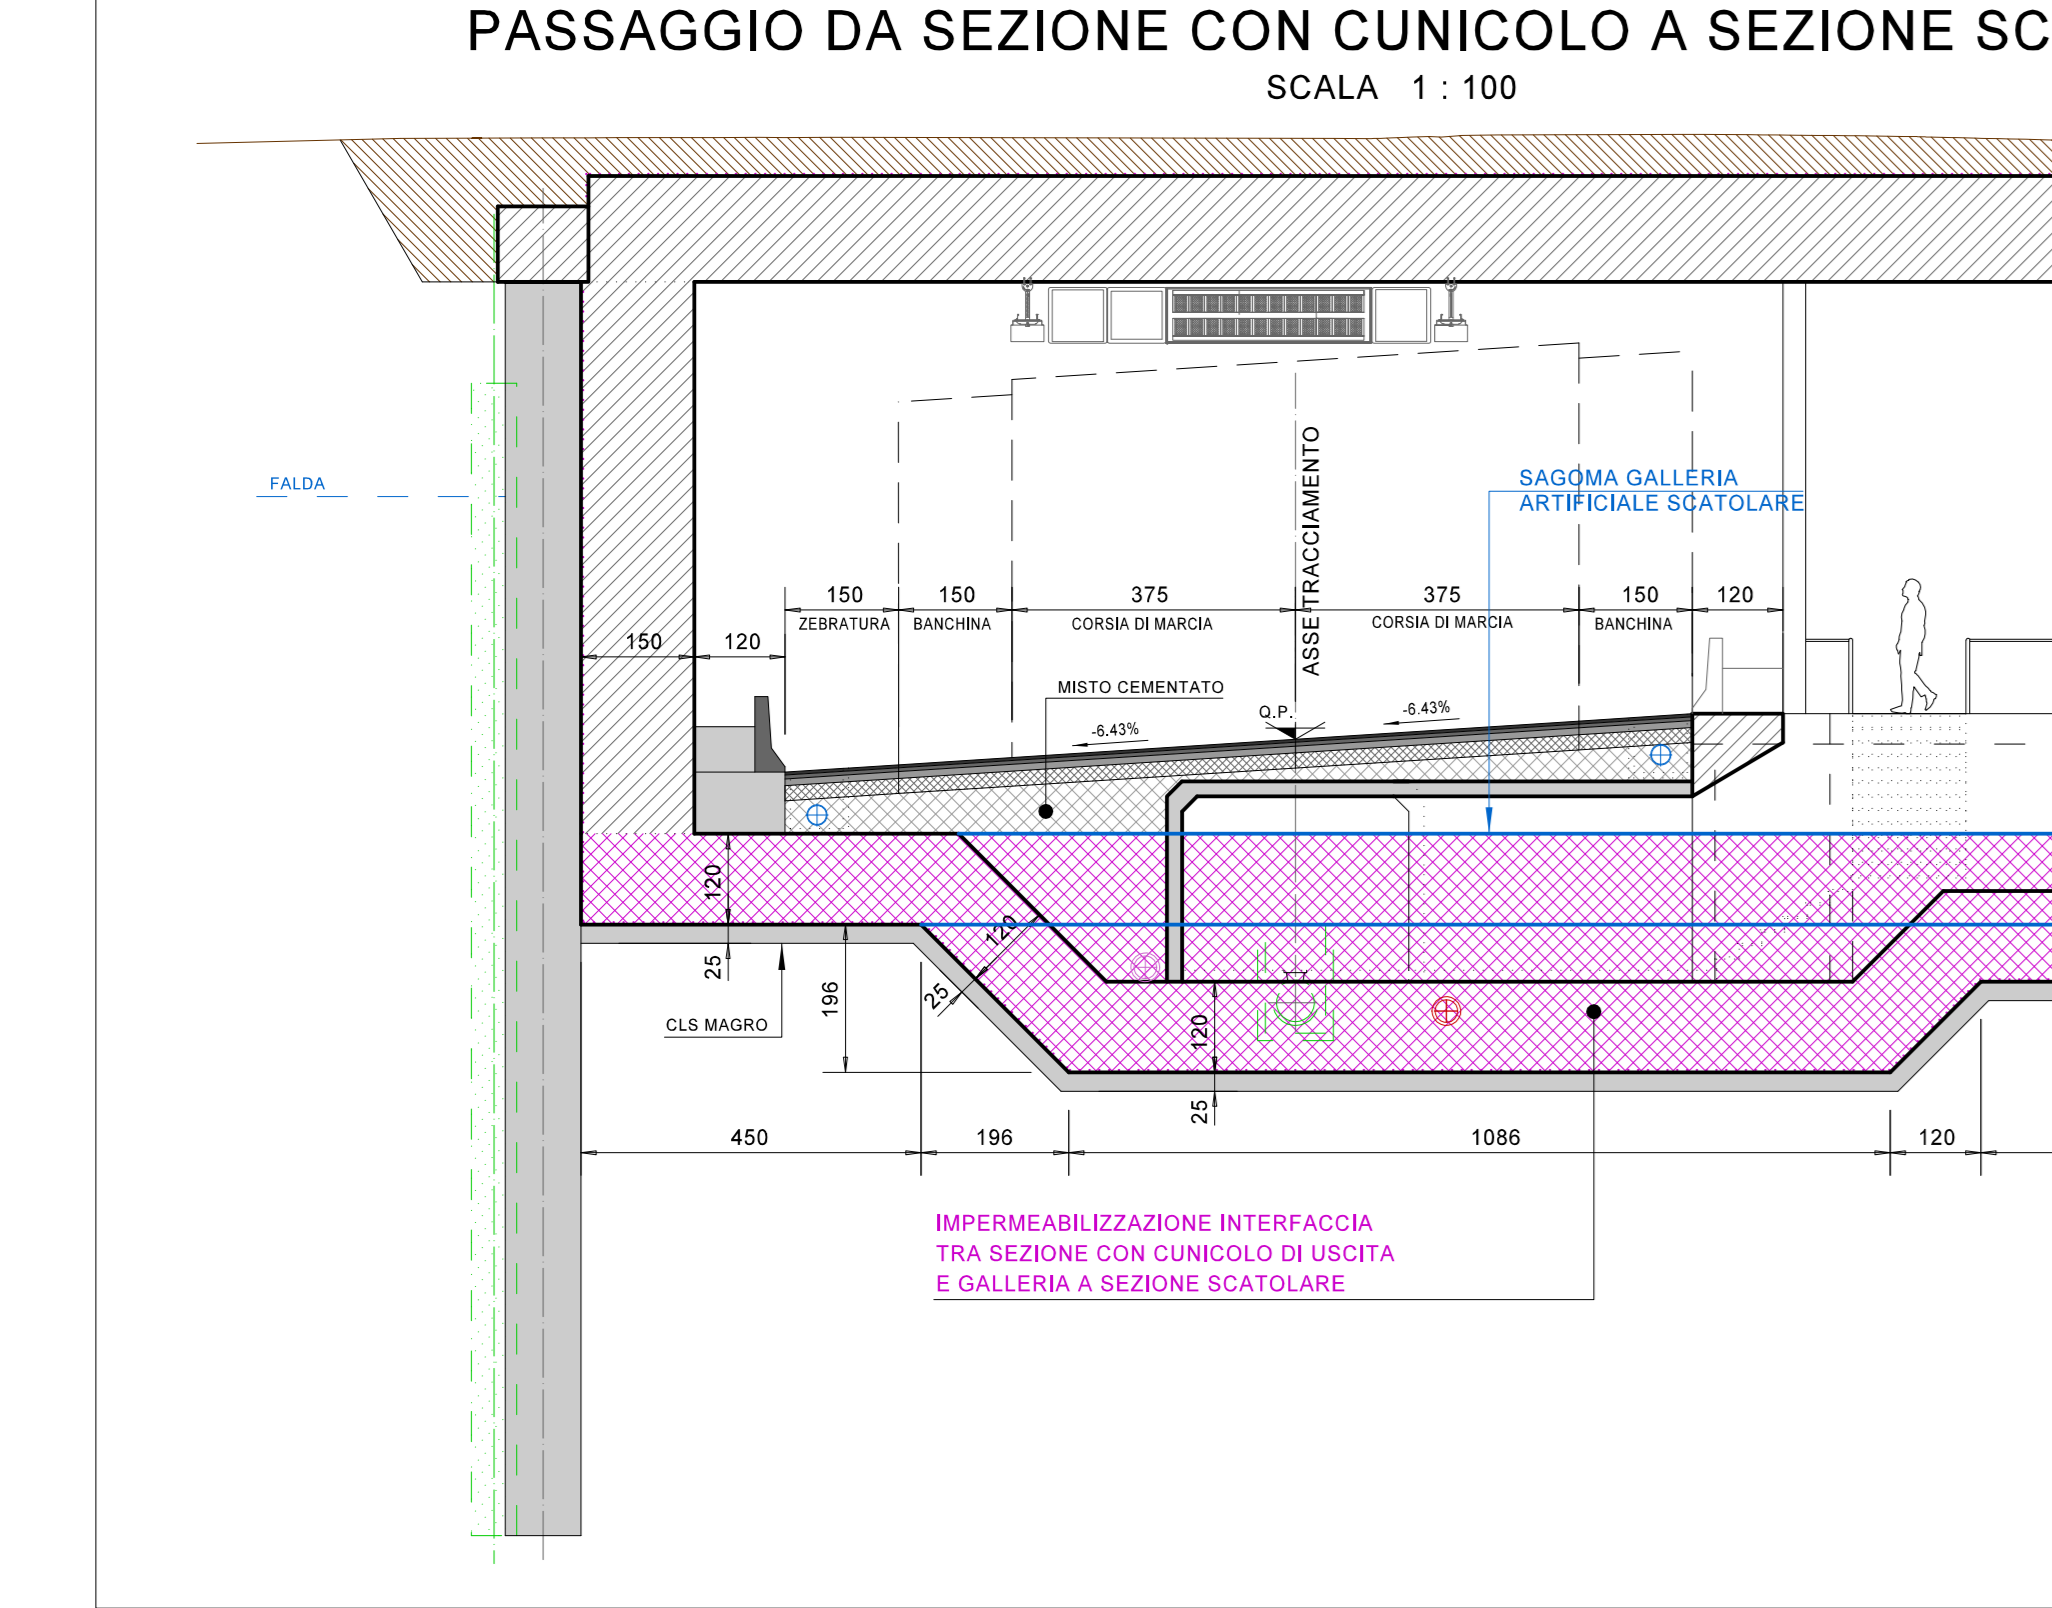 PASSAGGIO DA SEZIONE CON CUNICOLO A SEZIONE SC
SCALA 1 : 100
FALDA
SAGOMA GALLERIA
ARTIFICIALE SCATOLARE
ASSE TRACCIAMENTO
150 150 375 375 150 120
ZEBRATURA BANCHINA CORSIA DI MARCIA CORSIA DI MARCIA BANCHINA
150 120
MISTO CEMENTATO
Q.P.
-6.43%
-6.43%
120
120
25
196
25
CLS MAGRO
120
25
450 196 1086 120
IMPERMEABILIZZAZIONE INTERFACCIA
TRA SEZIONE CON CUNICOLO DI USCITA
E GALLERIA A SEZIONE SCATOLARE